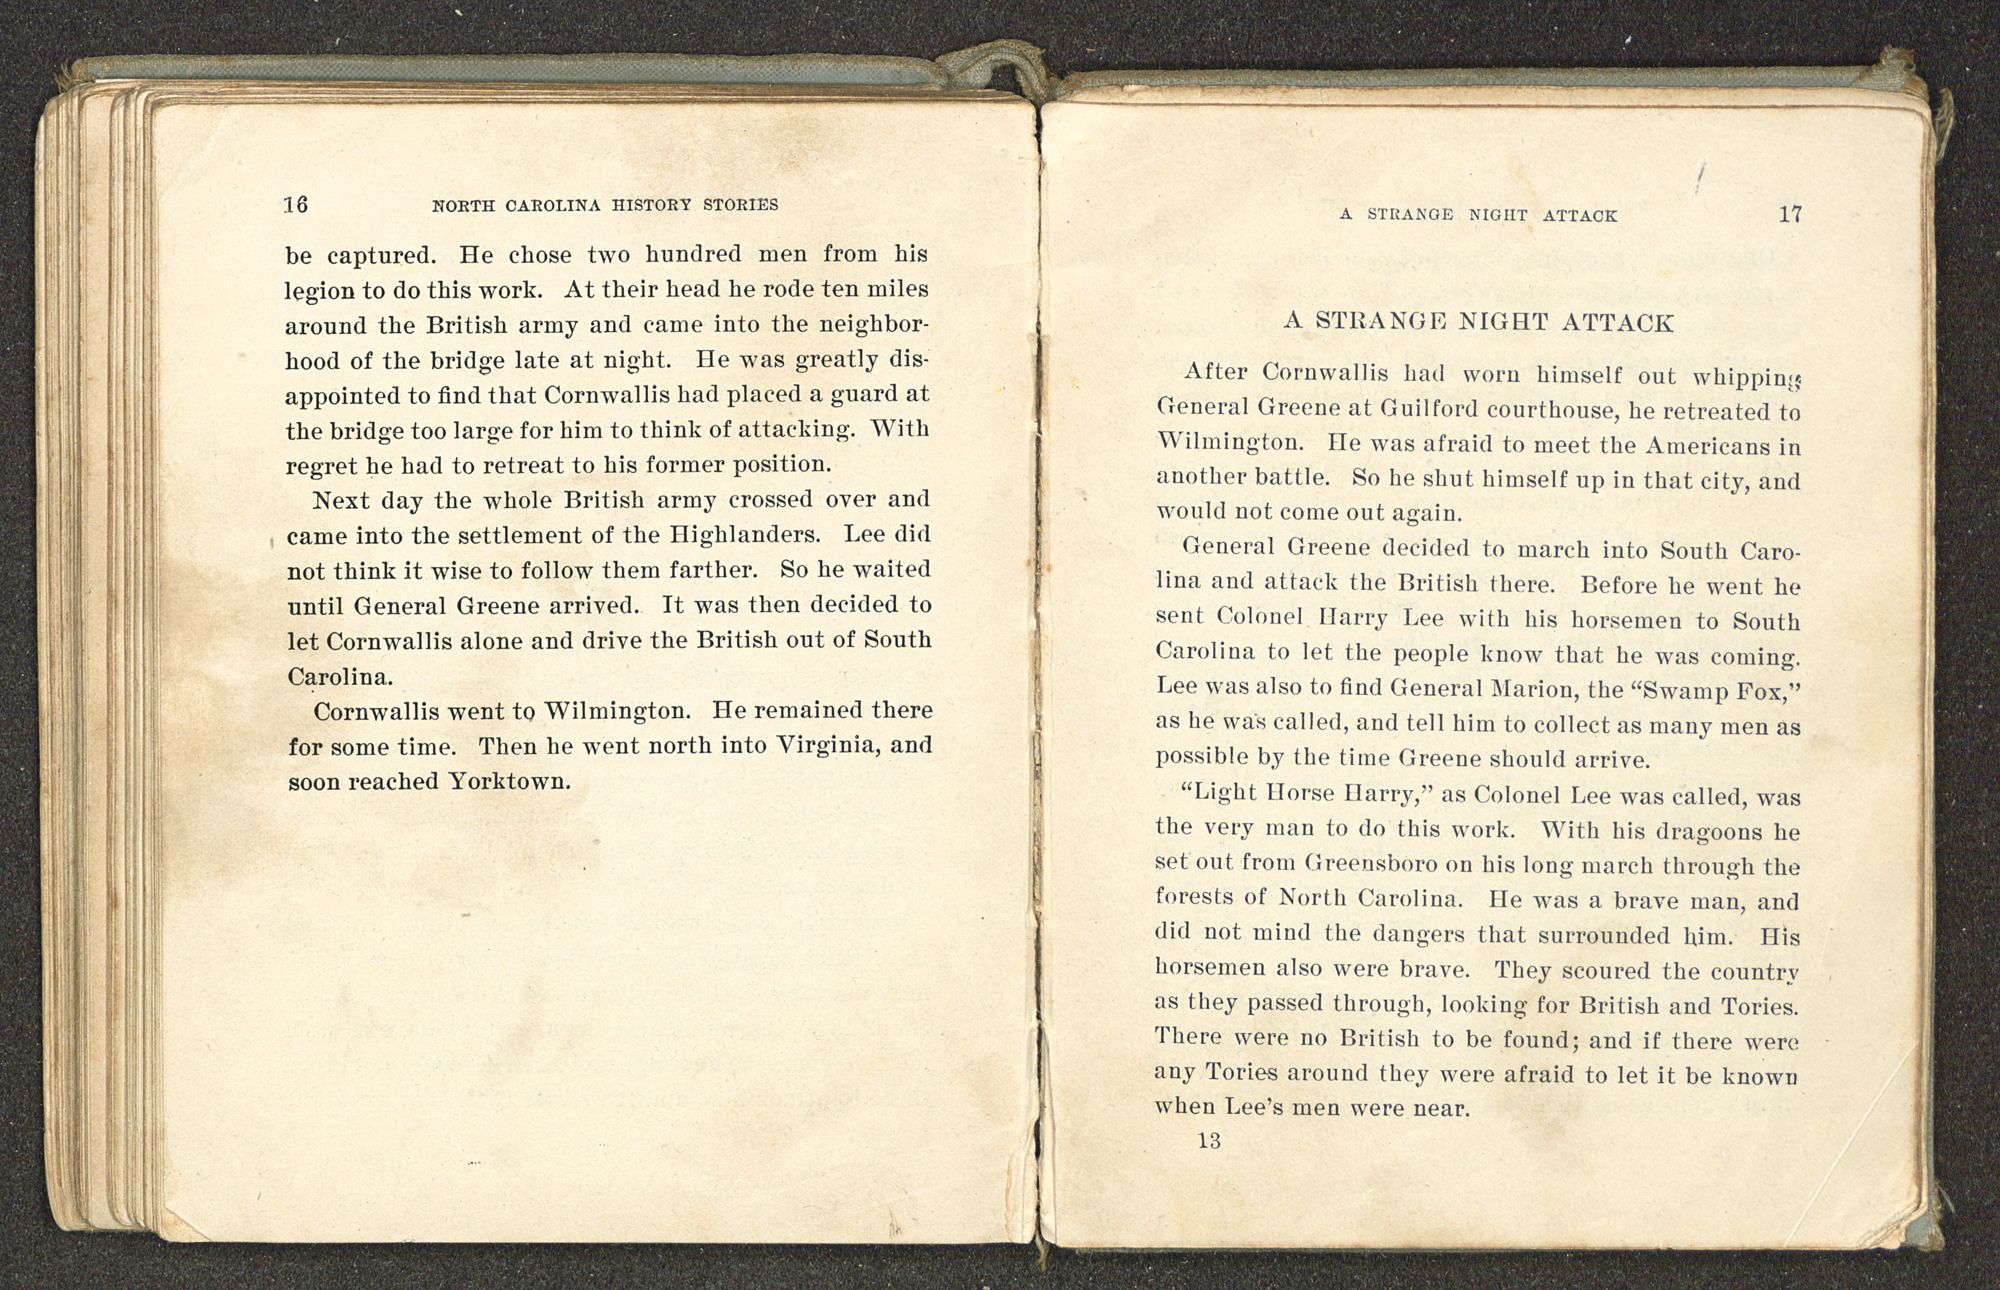 16 NORTH CAROLINA HISTORY STORIES
be captured. He chose two hundred men from his
legion to do this work. At their head he rode ten miles
around the British army and came into the neighbor-
hood of the bridge late at night. He was greatly dis-
appointed to find that Cornwallis had placed a guard at
the bridge too large for him to think of attacking. With
regret he had to retreat to his former position.
Next day the whole British army crossed over and
came into the settlement of the Highlanders. Lee did
not think it wise to follow them farther. So he waited
until General Greene arrived. It was then decided to
let Cornwallis alone and drive the British out of South
Carolina.
Cornwallis went to Wilmington. He remained there
for some time. Then he went north into Virginia, and
soon reached Yorktown.
A STRANGE NIGHT ATTACK 17
A STRANGE NIGHT ATTACK
After Cornwallis had worn himself out whipping
General Greene at Guilford courthouse, he retreated to
Wilmington. He was afraid to meet the Americans in
another battle. So he shut himself up in that city, and
would not come out again.
General Greene decided to march into South Caro-
lina and attack the British there. Before he went he
sent Colonel Harry Lee with his horsemen to South
Carolina to let the people know that he was coming.
Lee was also to find General Marion, the “Swamp Fox,”
as he was called, and tell him to collect as many men as
possible by the time Greene should arrive.
“Light Horse Harry,” as Colonel Lee was called, was
the very man to do this work. With his dragoons he
set out from Greensboro on his long march through the
forests of North Carolina. He was a brave man, and
did not mind the dangers that surrounded him. His
horsemen also were brave. They scoured the country
as they passed through, looking for British and Tories.
There were no British to be found; and if there were
any Tories around they were afraid to let it be known
when Lee’s men were near.
13